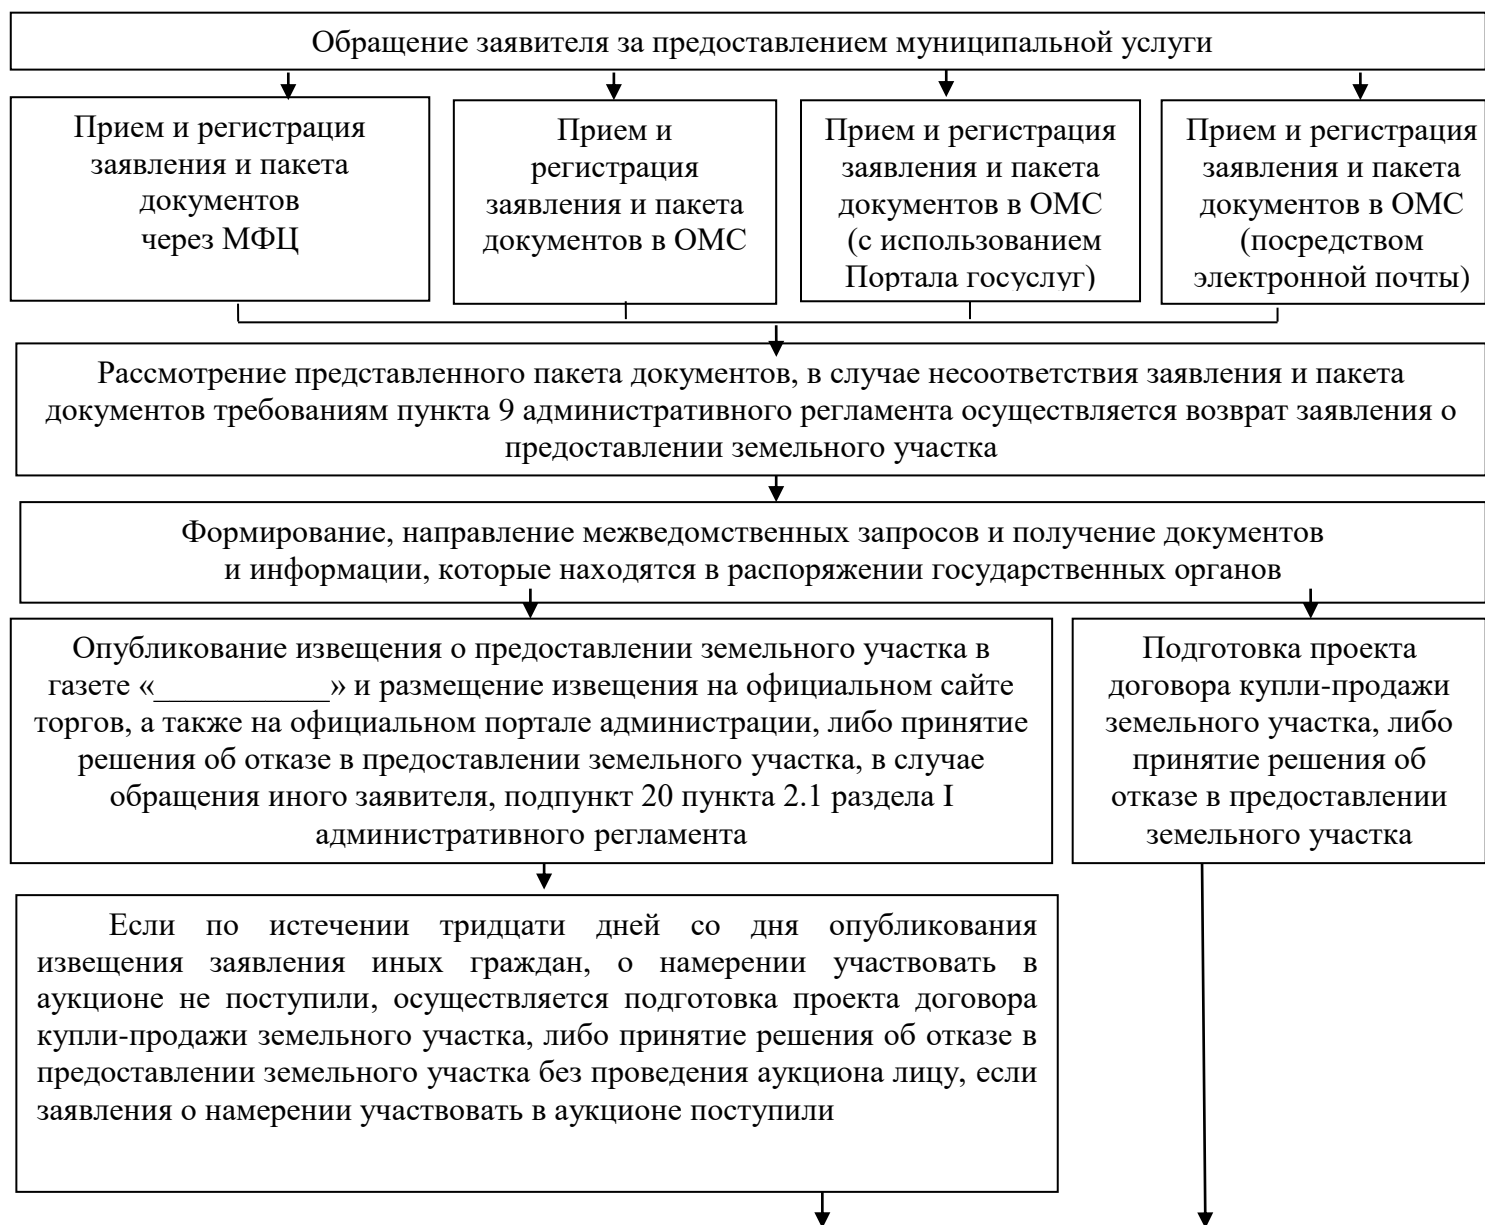 Обращение заявителя за предоставлением муниципальной услуги
Прием и регистрация
заявления и пакета
документов
через МФЦ
Прием и
регистрация
заявления и пакета
документов в ОМС
Прием и регистрация
заявления и пакета
документов в ОМС
(с использованием
Портала госуслуг)
Прием и регистрация
заявления и пакета
документов в ОМС
(посредством
электронной почты)
Рассмотрение представленного пакета документов, в случае несоответствия заявления и пакета
документов требованиям пункта 9 административного регламента осуществляется возврат заявления о
предоставлении земельного участка
Формирование, направление межведомственных запросов и получение документов
и информации, которые находятся в распоряжении государственных органов
Опубликование извещения о предоставлении земельного участка в
газете «___________» и размещение извещения на официальном сайте
торгов, а также на официальном портале администрации, либо принятие
решения об отказе в предоставлении земельного участка, в случае
обращения иного заявителя, подпункт 20 пункта 2.1 раздела I
административного регламента
Подготовка проекта
договора купли-продажи
земельного участка, либо
принятие решения об
отказе в предоставлении
земельного участка
Если по истечении тридцати дней со дня опубликования
извещения заявления иных граждан, о намерении участвовать в
аукционе не поступили, осуществляется подготовка проекта договора
купли-продажи земельного участка, либо принятие решения об отказе в
предоставлении земельного участка без проведения аукциона лицу, если
заявления о намерении участвовать в аукционе поступили